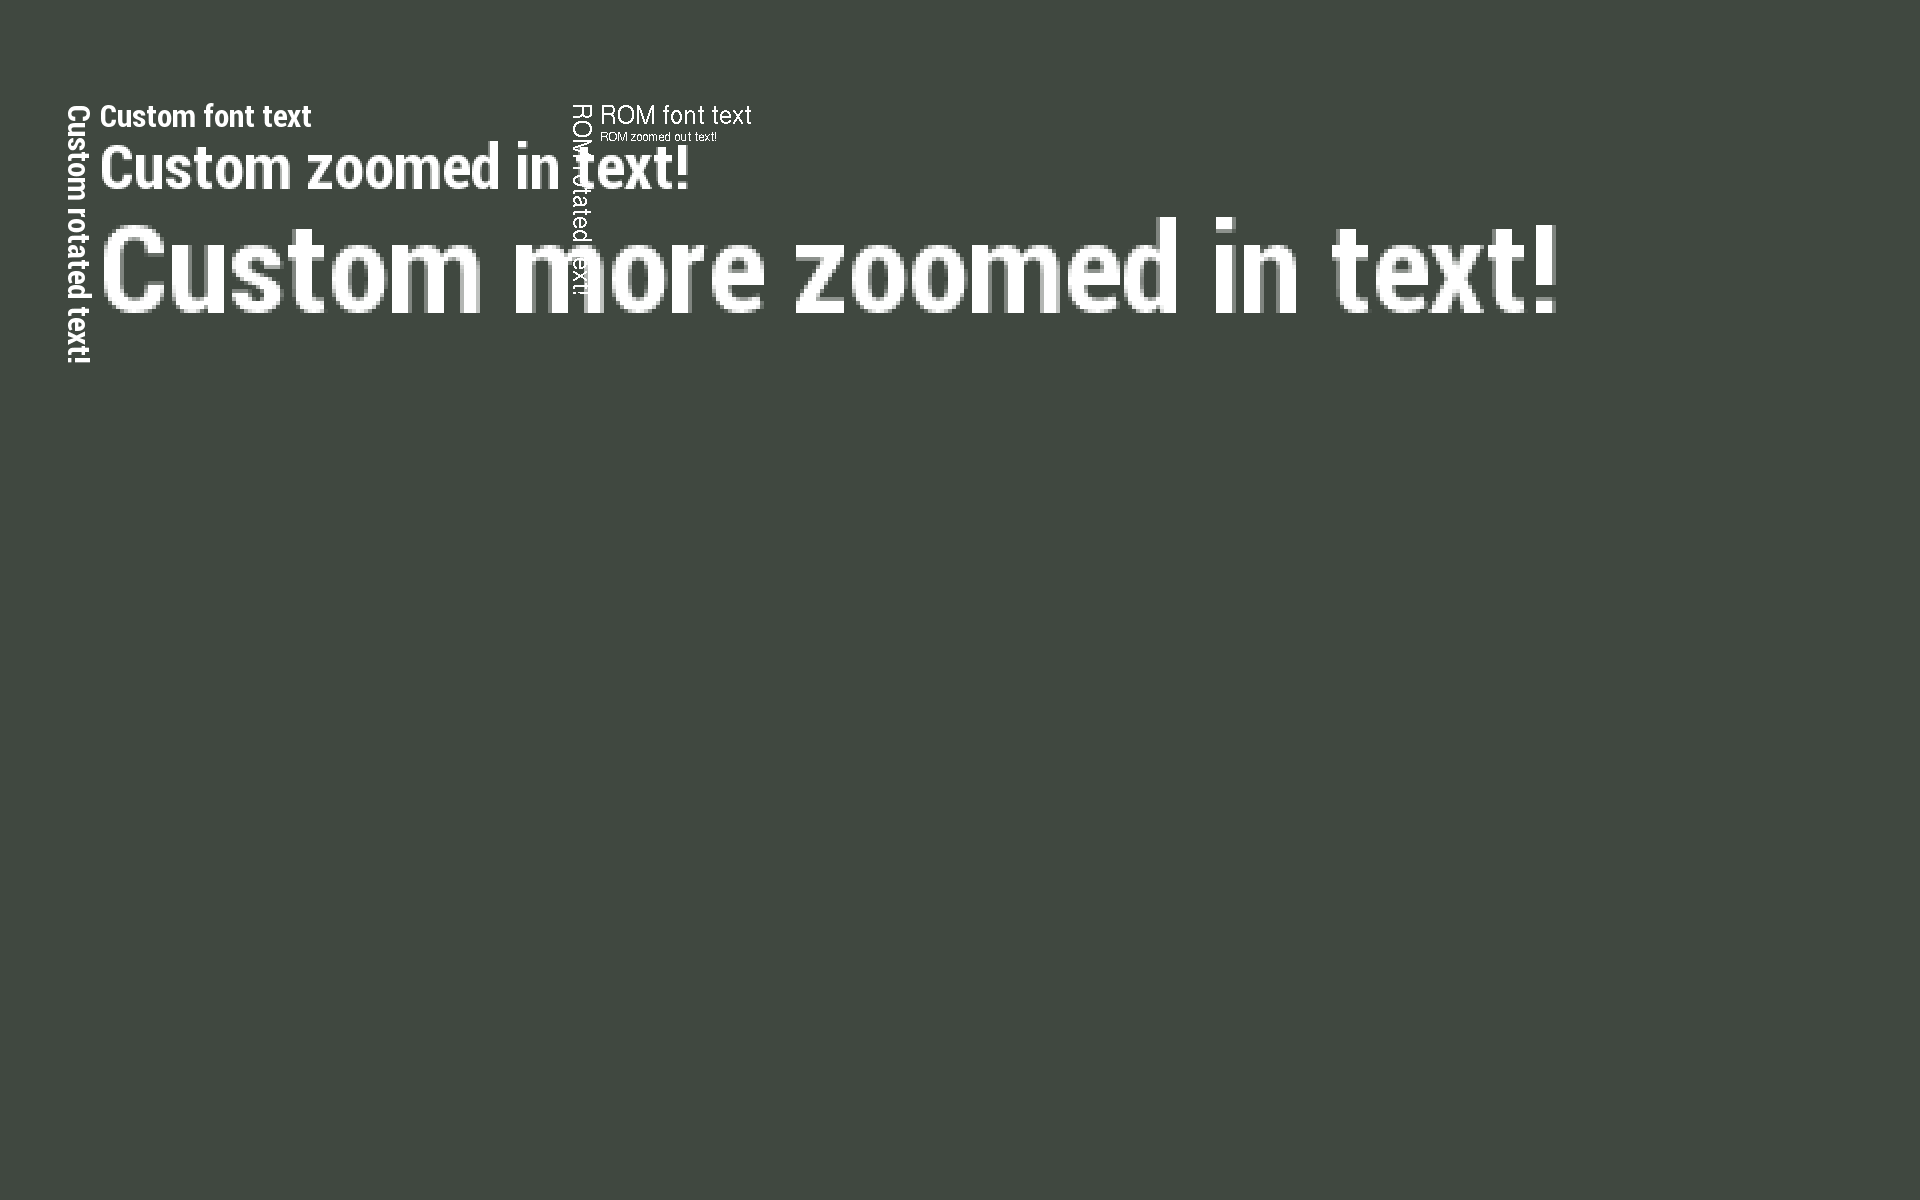 Custom font text
ROM font text
ROM zoomed out text!
Custom zoomed in text!
Custom more zoomed in text!
Custom rotated text!
ROM rotated text!